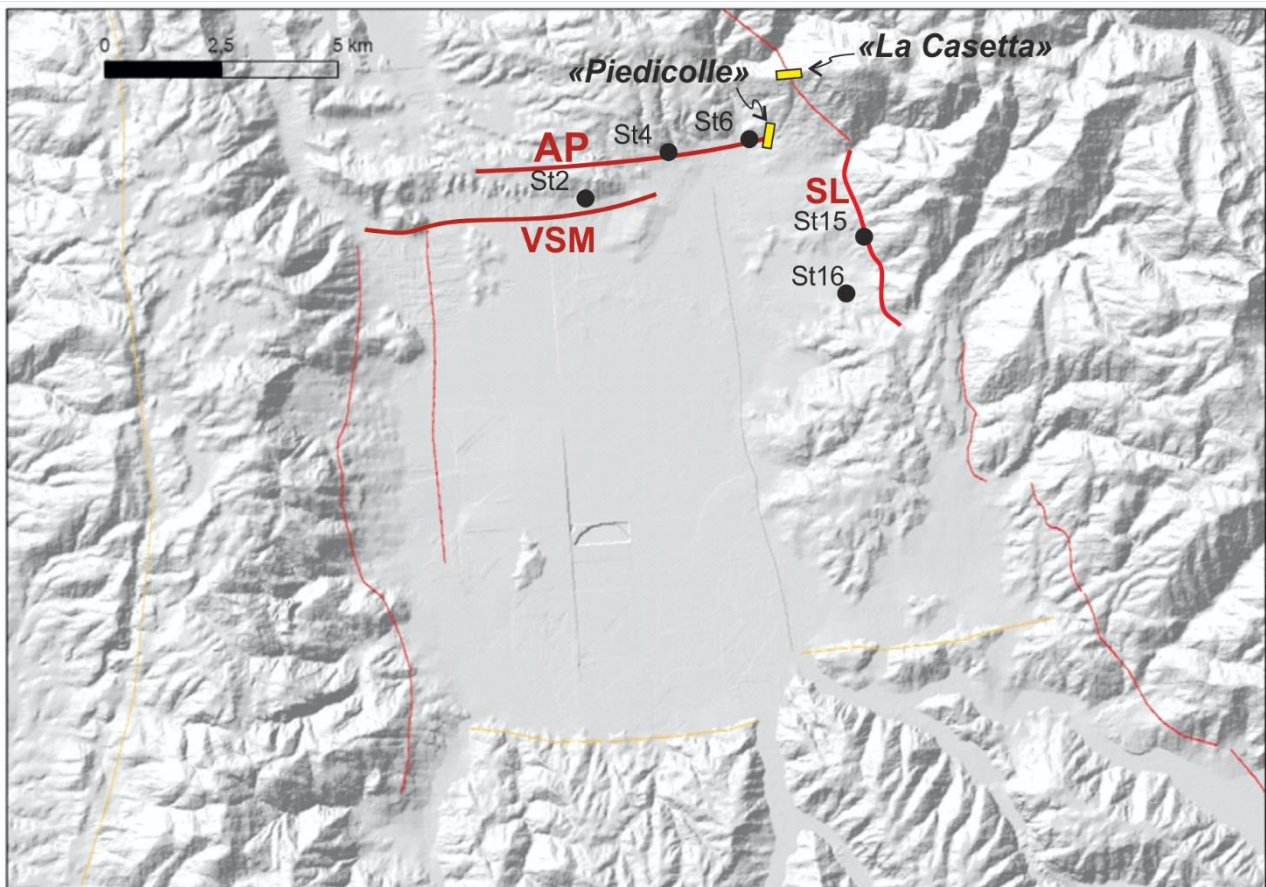 0 2,5 5 km
«La Casetta»
«Piedicolle»
St6
St4
AP
St2
SL
St15
VSM
St16